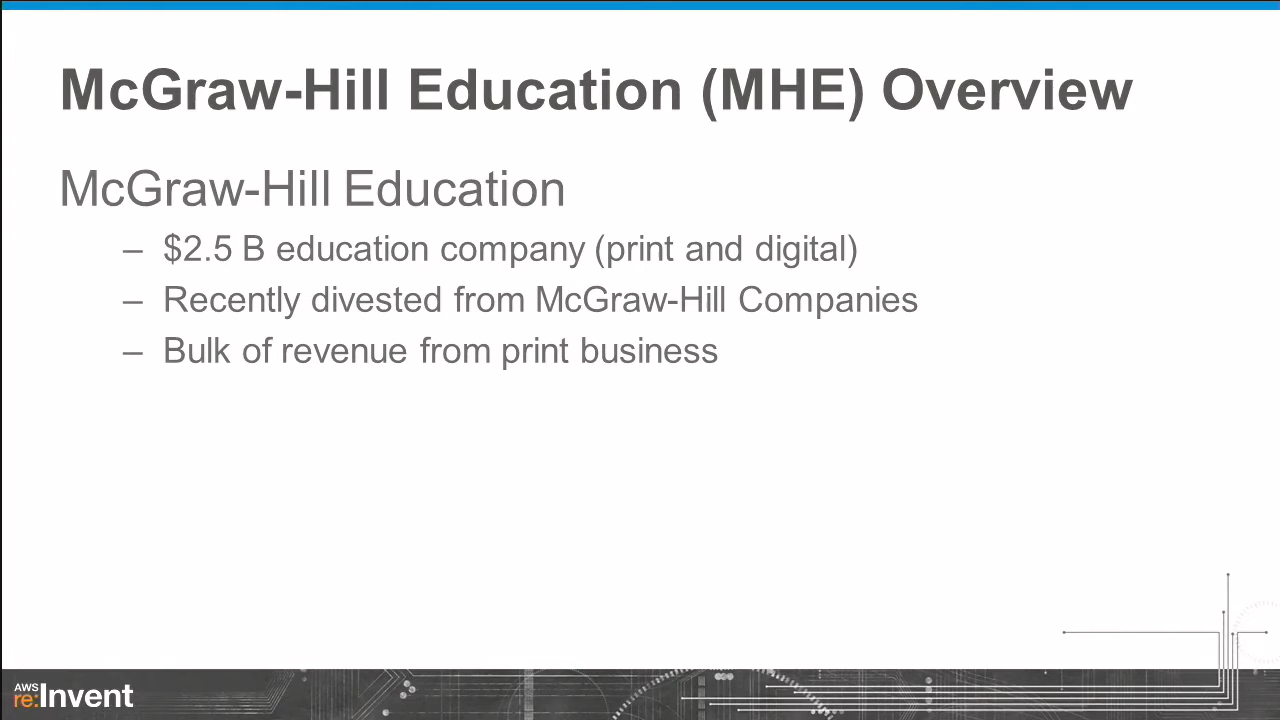 McGraw-Hill Education (MHE) Overview
McGraw-Hill Education
– $2.5 B education company (print and digital)
– Recently divested from McGraw-Hill Companies
– Bulk of revenue from print business
AWS
re:Invent